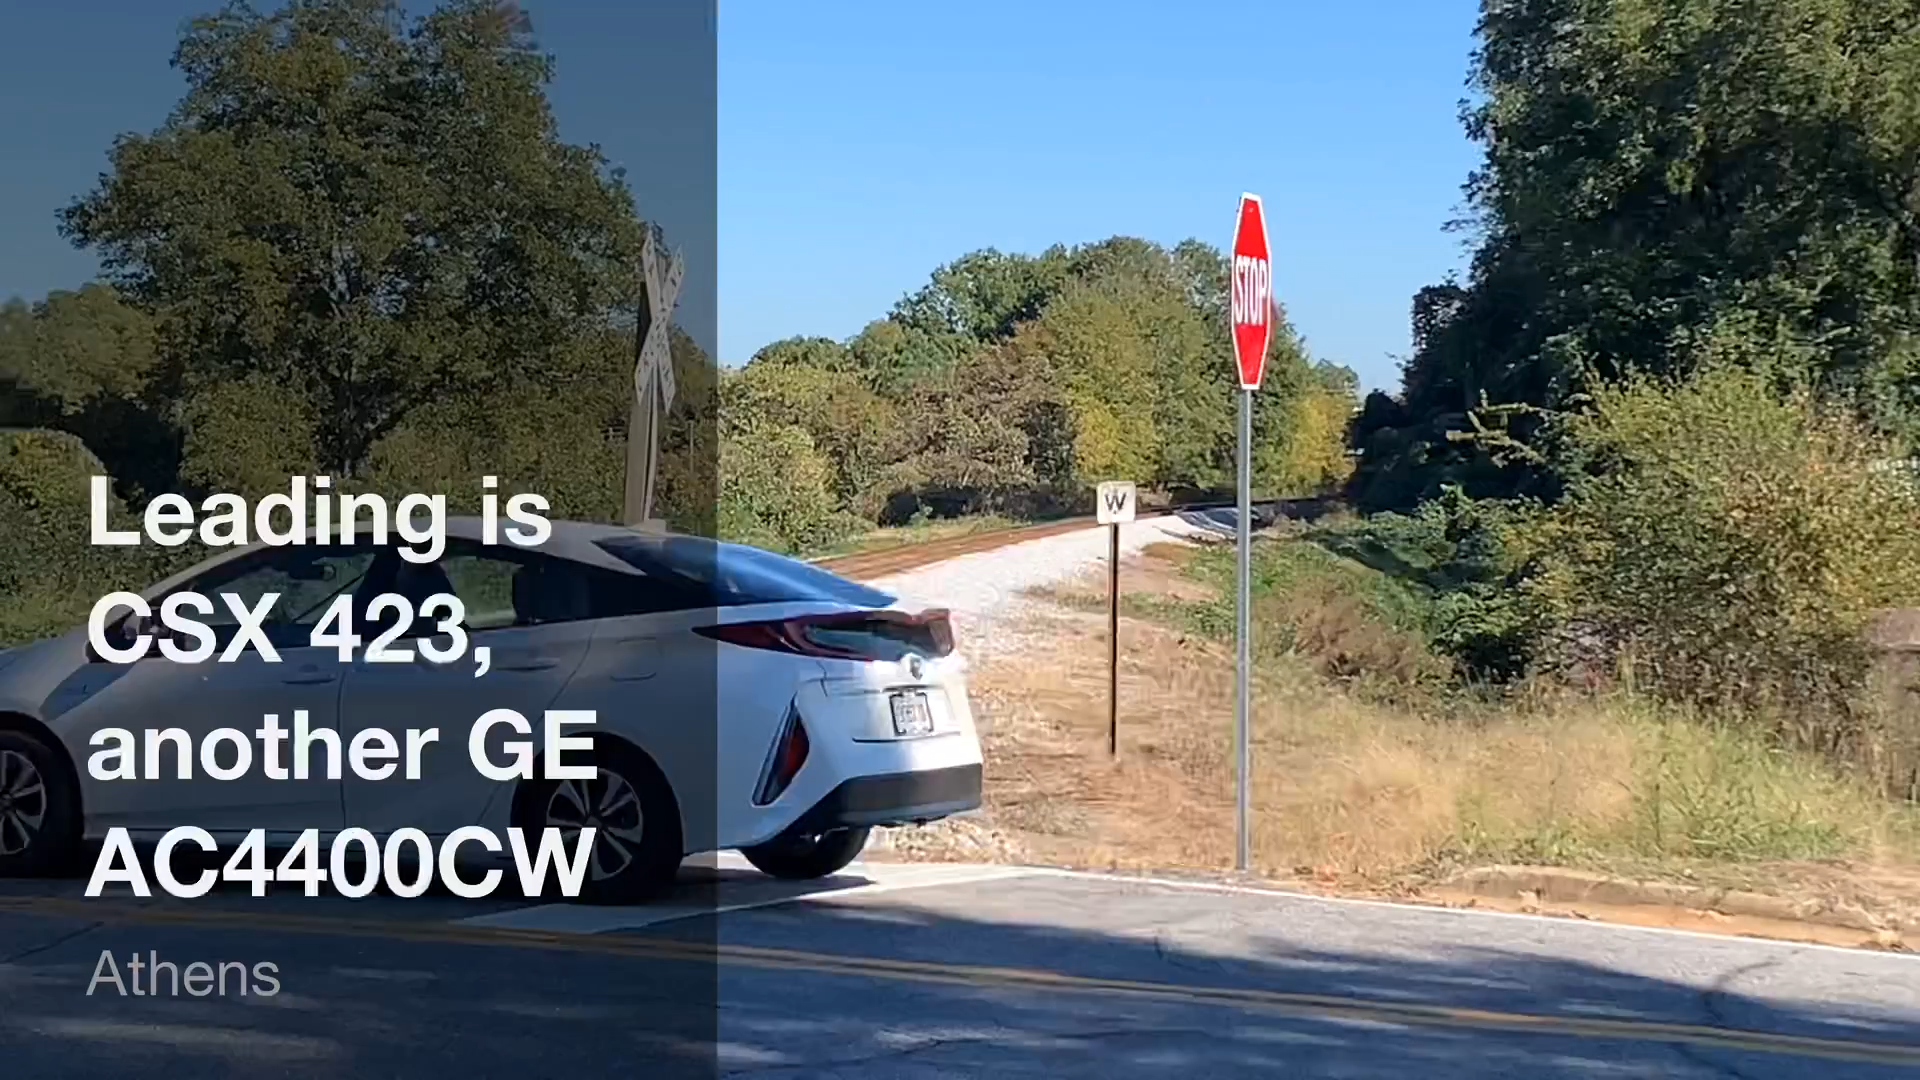 Leading is
CSX 423,
another GE
AC4400CW
Athens
W
STOP